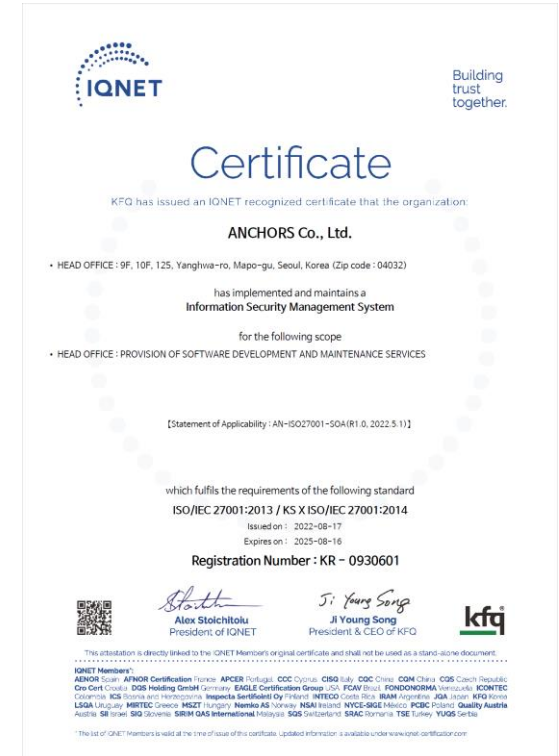 IQNET
Building
trust
together.
Certificate
KFQ has issued an IQNET recognized certificate that the organization:
ANCHORS Co., Ltd.
• HEAD OFFICE : 9F, 10F, 125, Yanghwa-ro, Mapo-gu, Seoul, Korea (Zip code : 04032)
has implemented and maintains a
Information Security Management System
for the following scope
• HEAD OFFICE : PROVISION OF SOFTWARE DEVELOPMENT AND MAINTENANCE SERVICES
【Statement of Applicability : AN-ISO27001-SOA(R1.0, 2022.5.1)】
which fulfils the requirements of the following standard
ISO/IEC 27001:2013 / KS X ISO/IEC 27001:2014
Issued on : 2022-08-17
Expires on : 2025-08-16
Registration Number : KR - 0930601
Alex Stoichitoiu
President of IQNET
Ji Young Song
Ji Young Song
President & CEO of KFQ
kfq
This attestation is directly linked to the IQNET Member's original certificate and shall not be used as a stand-alone document.
IQNET Members*:
AENOR Spain AFNOR Certification France APCER Portugal CCC Cyprus CISQ Italy CQC China CQM China CQS Czech Republic
Cro Cert Croatia DQS Holding GmbH Germany EAGLE Certification Group USA FCAV Brazil FONDONORMA Venezuela ICONTEC
Colombia ICS Bosnia and Herzegovina Inspecta Sertifiointi Oy Finland INTECO Costa Rica IRAM Argentina JQA Japan KFQ Korea
LSQA Uruguay MIRTEC Greece MSZT Hungary Nemko AS Norway NSAI Ireland NYCE-SIGE México PCBC Poland Quality Austria
Austria SII Israel SIQ Slovenia SIRIM QAS International Malaysia SQS Switzerland SRAC Romania TSE Turkey YUQS Serbia
* The list of IQNET Members is valid at the time of issue of this certificate. Updated information is available under www.iqnet-certification.com